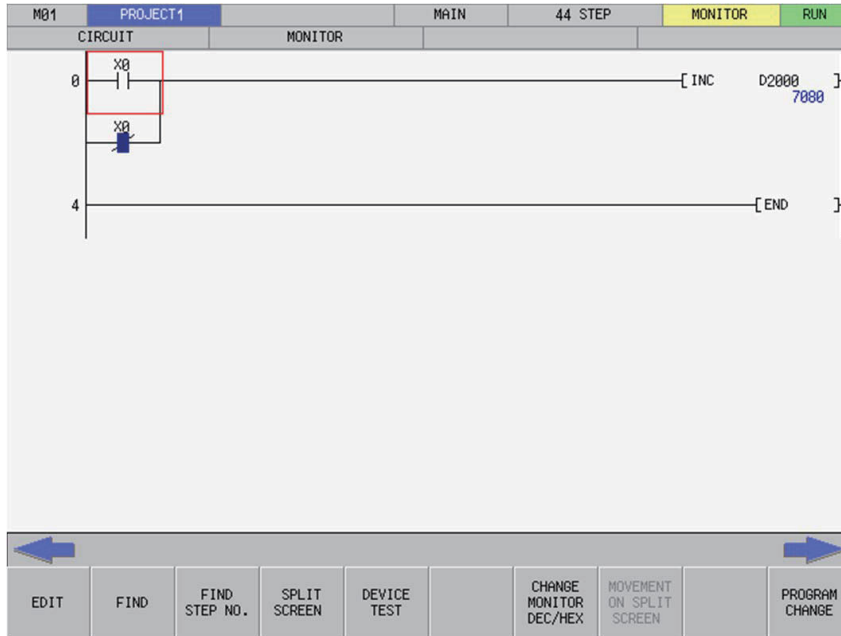 M01 PROJECT1 MAIN 44 STEP MONITOR RUN
CIRCUIT MONITOR
X0
0 [ INC D2000 ]
7080
X0
4 [ END ]
EDIT
FIND
FIND
STEP NO.
SPLIT
SCREEN
DEVICE
TEST
CHANGE
MONITOR
DEC/HEX
MOVEMENT
ON SPLIT
SCREEN
PROGRAM
CHANGE